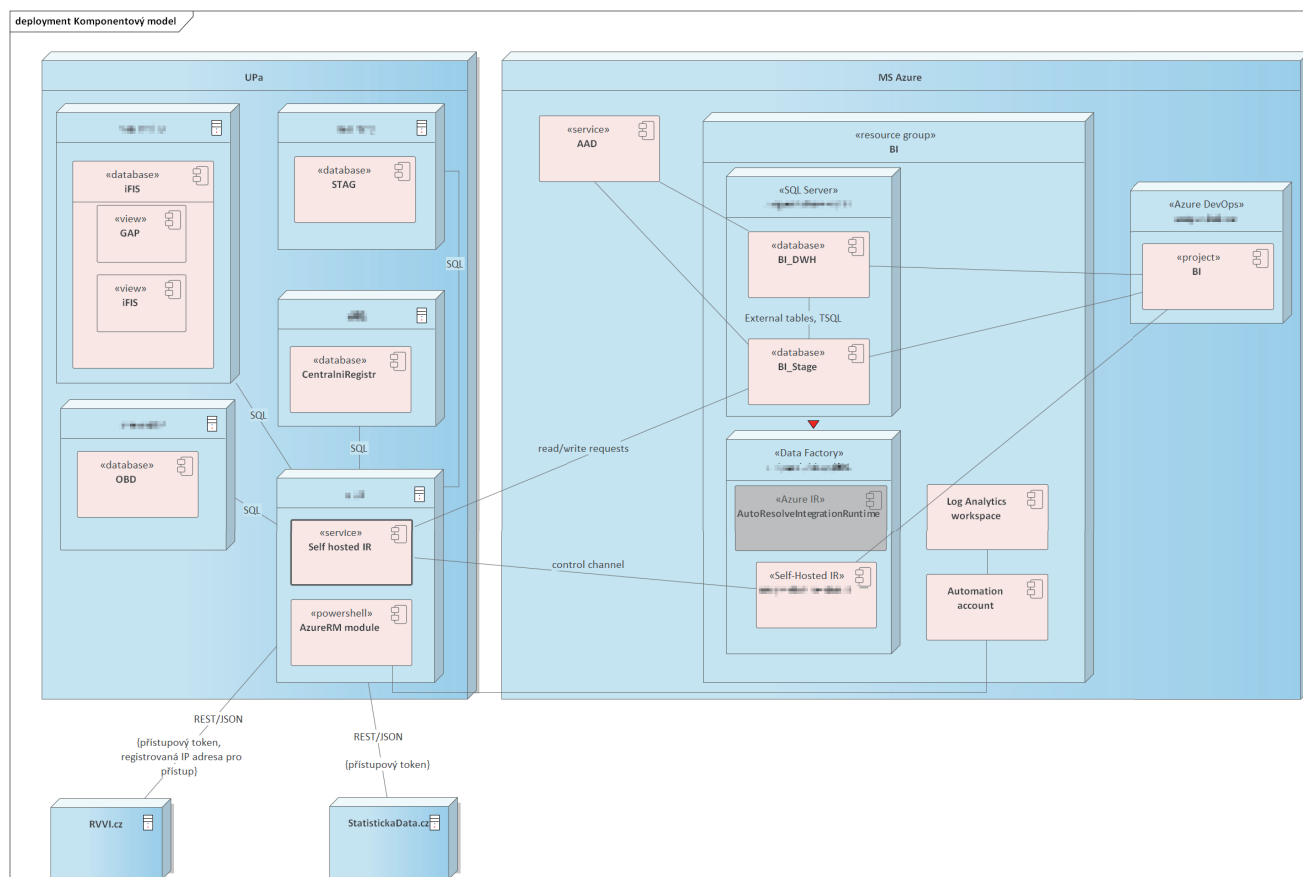 deployment Komponentový model
UPa
MS Azure
«database»
iFIS
«view»
GAP
«view»
iFIS
«database»
STAG
SQL
«database»
CentralniRegistr
SQL
SQL
«database»
OBD
SQL
«service»
Self hosted IR
«powershell»
AzureRM module
«service»
AAD
«resource group»
BI
«SQL Server»
«database»
BI_DWH
External tables, TSQL
«database»
BI_Stage
«Azure DevOps»
«project»
BI
read/write requests
«Data Factory»
«Azure IR»
AutoResolveIntegrationRuntime
control channel
«Self-Hosted IR»
Log Analytics
workspace
Automation
account
REST/JSON
{přístupový token,
registrovaná IP adresa pro
přístup}
REST/JSON
{přístupový token}
RVVI.cz
StatistickaData.cz